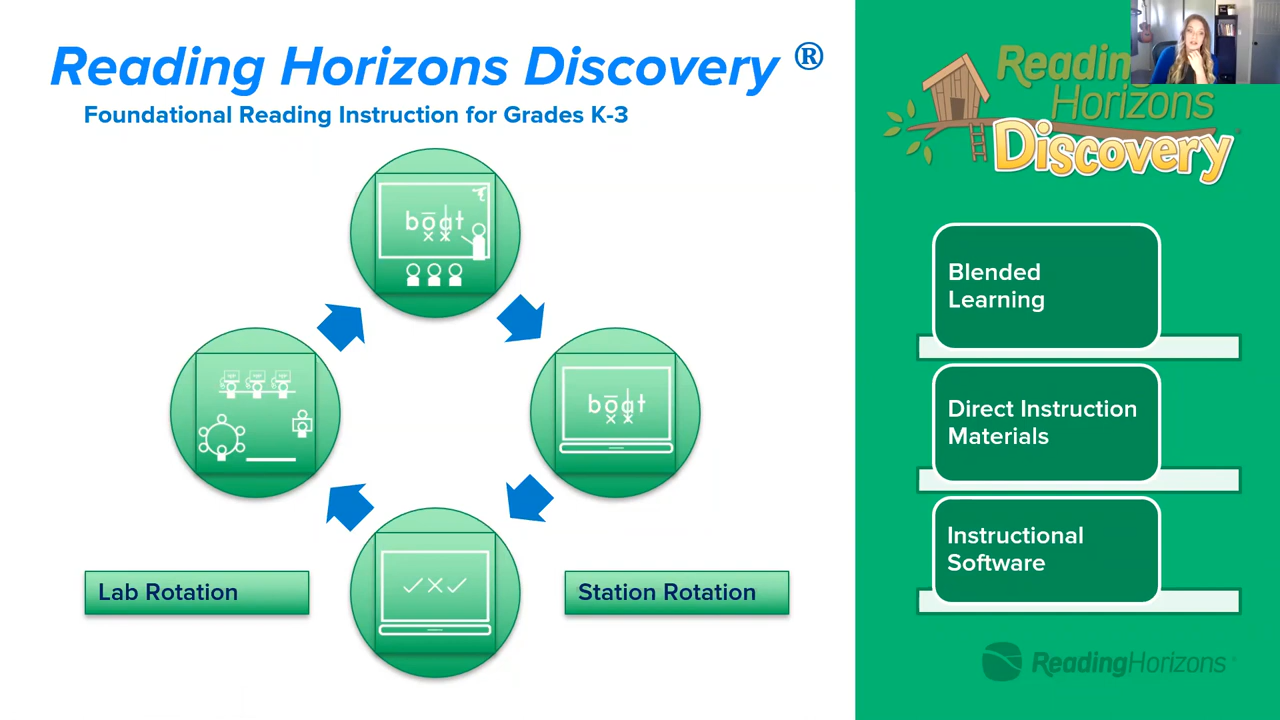 Reading Horizons Discovery ®
Foundational Reading Instruction for Grades K-3
bōat
x x
bōat
x x
Lab Rotation
Station Rotation
Readin
Horizons
Discovery
Blended
Learning
Direct Instruction
Materials
Instructional
Software
ReadingHorizons